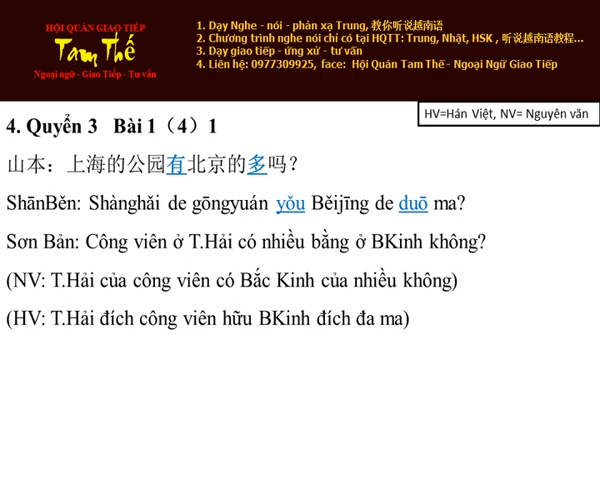 HỘI QUÁN GIAO TIẾP
Tam Thế
Ngoại ngữ - Giao Tiếp - Tư vấn
1. Dạy Nghe - nói - phản xạ Trung, 教你听说越南语
2. Chương trình nghe nói chỉ có tại HQTT: Trung, Nhật, HSK , 听说越南语教程...
3. Dạy giao tiếp - ứng xử - tư vấn
4. Liên hệ: 0977309925, face: Hội Quán Tam Thế - Ngoại Ngữ Giao Tiếp
HV=Hán Việt, NV= Nguyên văn
4. Quyển 3 Bài 1（4）1
山本：上海的公园有北京的多吗？
ShānBěn: Shànghǎi de gōngyuán yǒu Běijīng de duō ma?
Sơn Bản: Công viên ở T.Hải có nhiều bằng ở BKinh không?
(NV: T.Hải của công viên có Bắc Kinh của nhiều không)
(HV: T.Hải đích công viên hữu BKinh đích đa ma)